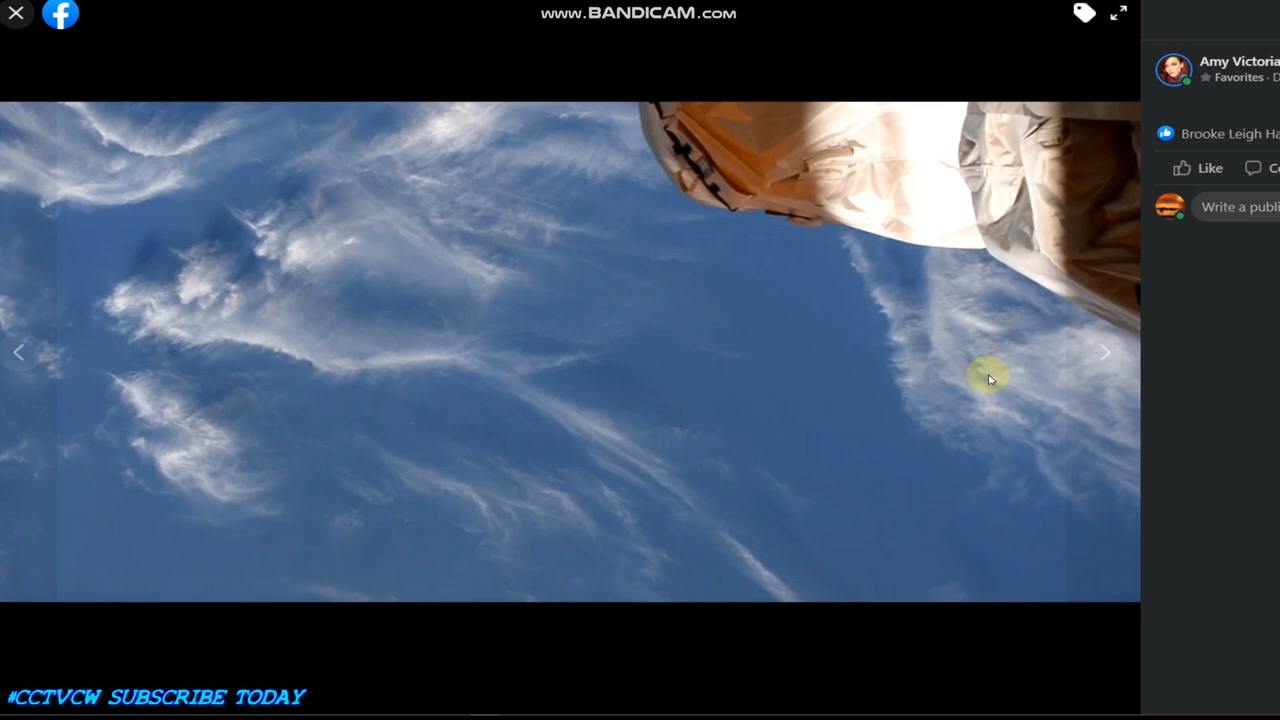 www.BANDICAM.com
Amy Victoria
Favorites · D
Brooke Leigh Ha
Like
C
Write a publi
#CCTVCW SUBSCRIBE TODAY